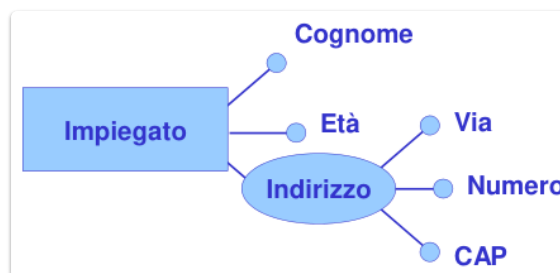 Cognome
Impiegato
Età
Via
Indirizzo
Numero
CAP